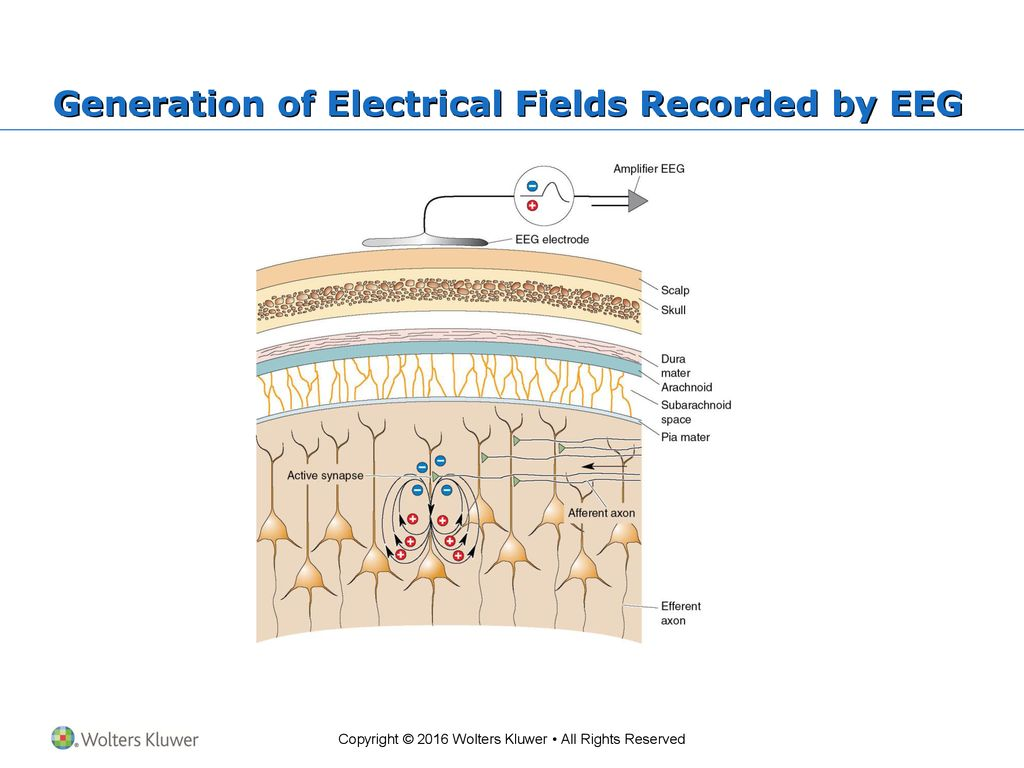 Generation of Electrical Fields Recorded by EEG
Amplifier EEG
EEG electrode
Scalp
Skull
Dura
mater
Arachnoid
Subarachnoid
space
Pia mater
Active synapse
Afferent axon
Efferent
axon
Wolters Kluwer
Copyright © 2016 Wolters Kluwer • All Rights Reserved